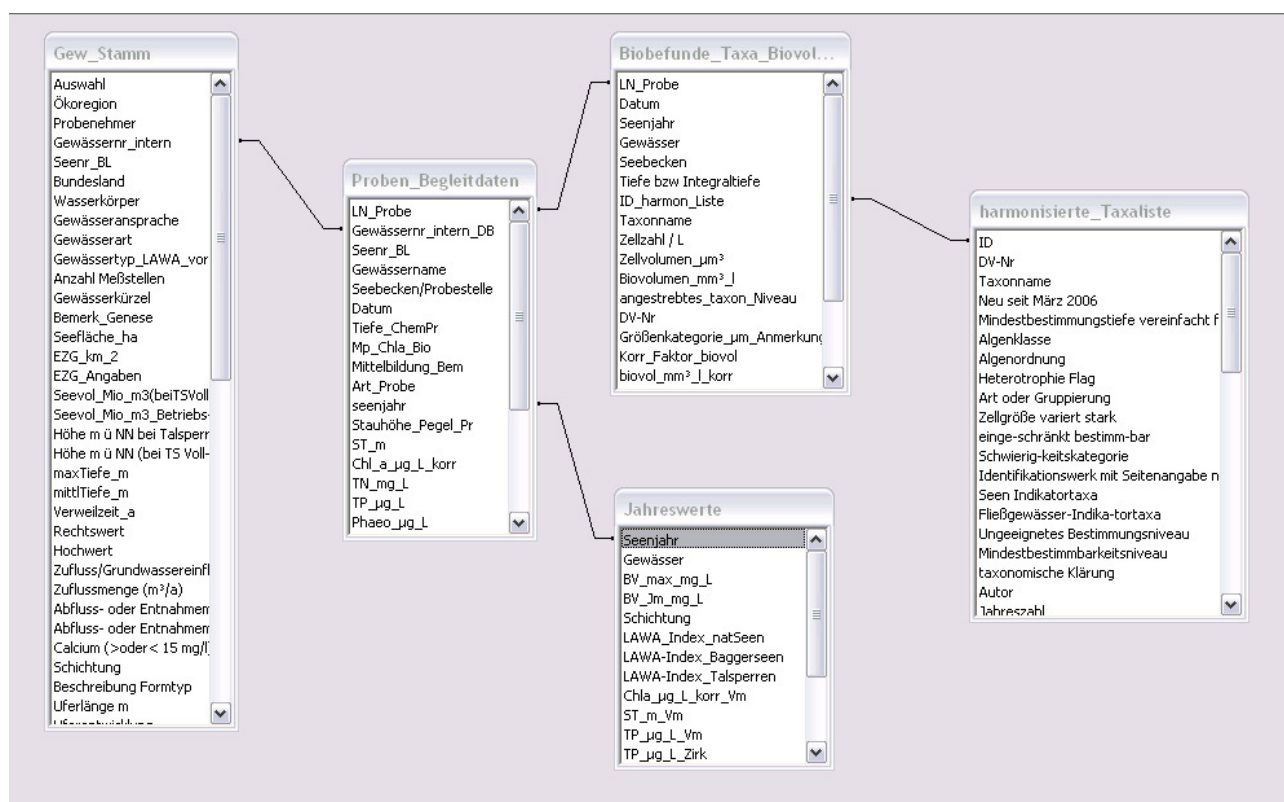 Gew_Stamm
Auswahl
Ökoregion
Probenehmer
Gewässernr_intern
Seenr_BL
Bundesland
Wasserkörper
Gewässeransprache
Gewässerart
Gewässertyp_LAWA_vor
Anzahl Meßstellen
Gewässerkürzel
Bemerk_Genese
Seefläche_ha
EZG_km_2
EZG_Angaben
Seevol_Mio_m3(beiTSVoll
Seevol_Mio_m3_Betriebs-
Höhe m ü NN bei Talsperr
Höhe m ü NN (bei TS Voll-
maxTiefe_m
mittlTiefe_m
Verweilzeit_a
Rechtswert
Hochwert
Zufluss/Grundwassereinfl
Zuflussmenge (m³/a)
Abfluss- oder Entnahmem
Abfluss- oder Entnahmem
Calcium (>oder< 15 mg/l)
Schichtung
Beschreibung Formtyp
Uferlänge m
Uferentwicklung
Proben_Begleitdaten
LN_Probe
Gewässernr_intern_DB
Seenr_BL
Gewässername
Seebecken/Probestelle
Datum
Tiefe_ChemPr
Mp_Chla_Bio
Mittelbildung_Bem
Art_Probe
seenjahr
Stauhöhe_Pegel_Pr
ST_m
Chl_a_µg_L_korr
TN_mg_L
TP_µg_L
Phaeo_µg_L
Biobefunde_Taxa_Biovol...
LN_Probe
Datum
Seenjahr
Gewässer
Seebecken
Tiefe bzw Integraltiefe
ID_harmon_Liste
Taxonname
Zellzahl / L
Zellvolumen_µm³
Biovolumen_mm³_l
angestrebtes_taxon_Niveau
DV-Nr
Größenkategorie_µm_Anmerkung
Korr_Faktor_biovol
biovol_mm³_l_korr
Jahreswerte
Seenjahr
Gewässer
BV_max_mg_L
BV_Jm_mg_L
Schichtung
LAWA_Index_natSeen
LAWA-Index_Baggerseen
LAWA-Index_Talsperren
Chla_µg_L_korr_Vm
ST_m_Vm
TP_µg_L_Vm
TP_µg_L_Zirk
harmonisierte_Taxaliste
ID
DV-Nr
Taxonname
Neu seit März 2006
Mindestbestimmungstiefe vereinfacht f
Algenklasse
Algenordnung
Heterotrophie Flag
Art oder Gruppierung
Zellgröße variert stark
einge-schränkt bestimm-bar
Schwierig-keitskategorie
Identifikationswerk mit Seitenangabe n
Seen Indikatortaxa
Fließgewässer-Indika-tortaxa
Ungeeignetes Bestimmungsniveau
Mindestbestimmbarkeitsniveau
taxonomische Klärung
Autor
Jahreszahl